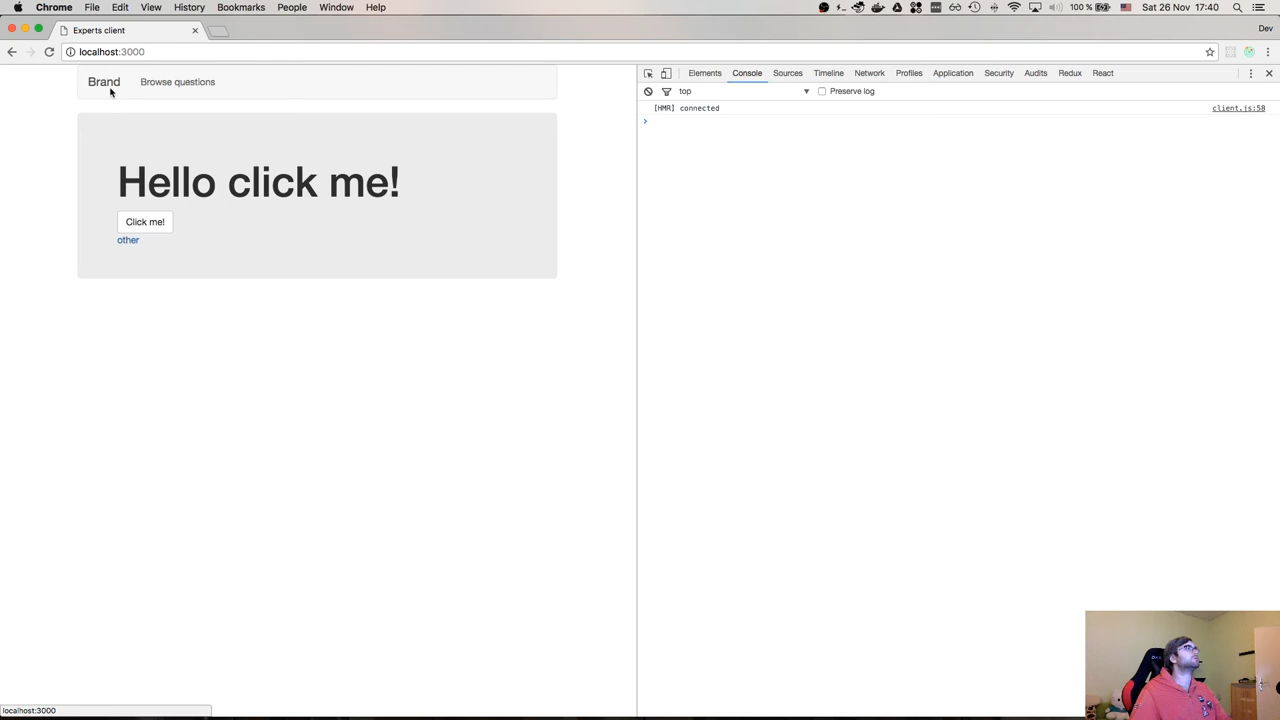 Chrome File Edit View History Bookmarks People Window Help
100 % Sat 26 Nov 17:40
Experts client
Dev
localhost:3000
Brand Browse questions
Hello click me!
Click me!
other
Elements Console Sources Timeline Network Profiles Application Security Audits Redux React
top Preserve log
[HMR] connected client.js:58
localhost:3000